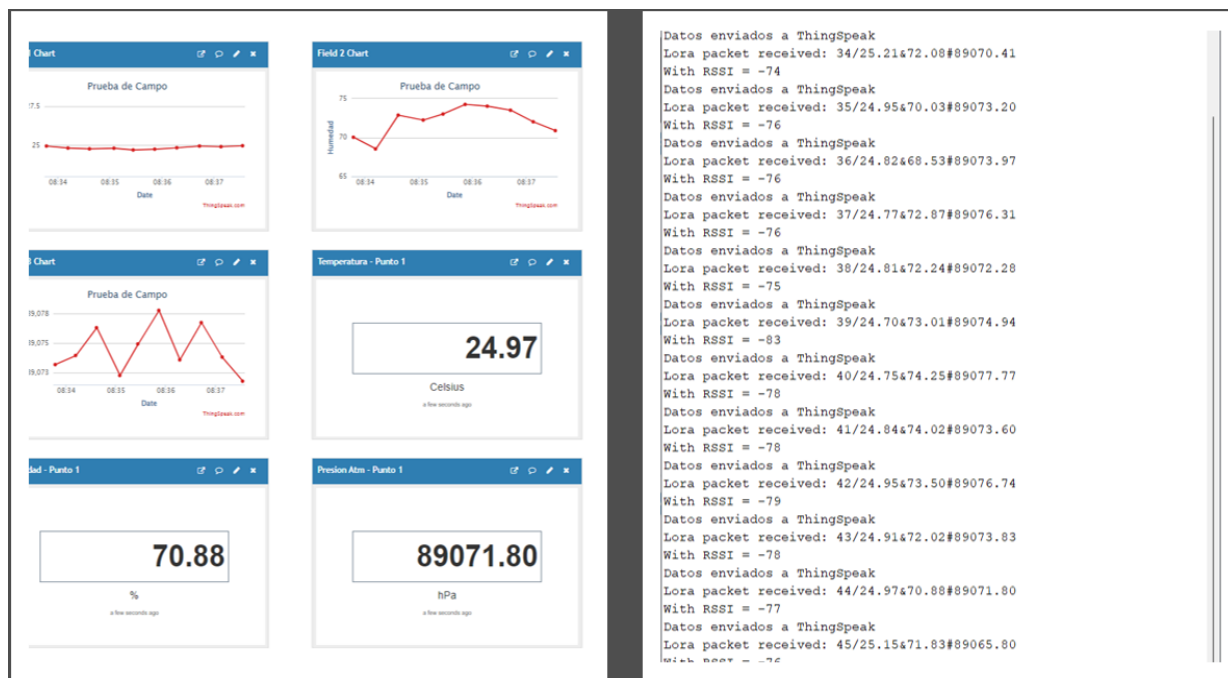 l Chart
Prueba de Campo
27.5
25
08:34 08:35 08:36 08:37
Date
ThingSpeak.com
Field 2 Chart
Prueba de Campo
Humedad
75
70
65
08:34 08:35 08:36 08:37
Date
ThingSpeak.com
3 Chart
Prueba de Campo
39,078
39,075
39,073
08:34 08:35 08:36 08:37
Date
ThingSpeak.com
Temperatura - Punto 1
24.97
Celsius
a few seconds ago
dad - Punto 1
70.88
%
a few seconds ago
Presion Atm - Punto 1
89071.80
hPa
a few seconds ago
Datos enviados a ThingSpeak
Lora packet received: 34/25.21&72.08#89070.41
With RSSI = -74
Datos enviados a ThingSpeak
Lora packet received: 35/24.95&70.03#89073.20
With RSSI = -76
Datos enviados a ThingSpeak
Lora packet received: 36/24.82&68.53#89073.97
With RSSI = -76
Datos enviados a ThingSpeak
Lora packet received: 37/24.77&72.87#89076.31
With RSSI = -76
Datos enviados a ThingSpeak
Lora packet received: 38/24.81&72.24#89072.28
With RSSI = -75
Datos enviados a ThingSpeak
Lora packet received: 39/24.70&73.01#89074.94
With RSSI = -83
Datos enviados a ThingSpeak
Lora packet received: 40/24.75&74.25#89077.77
With RSSI = -78
Datos enviados a ThingSpeak
Lora packet received: 41/24.84&74.02#89073.60
With RSSI = -78
Datos enviados a ThingSpeak
Lora packet received: 42/24.95&73.50#89076.74
With RSSI = -79
Datos enviados a ThingSpeak
Lora packet received: 43/24.91&72.02#89073.83
With RSSI = -78
Datos enviados a ThingSpeak
Lora packet received: 44/24.97&70.88#89071.80
With RSSI = -77
Datos enviados a ThingSpeak
Lora packet received: 45/25.15&71.83#89065.80
With RSSI = -76